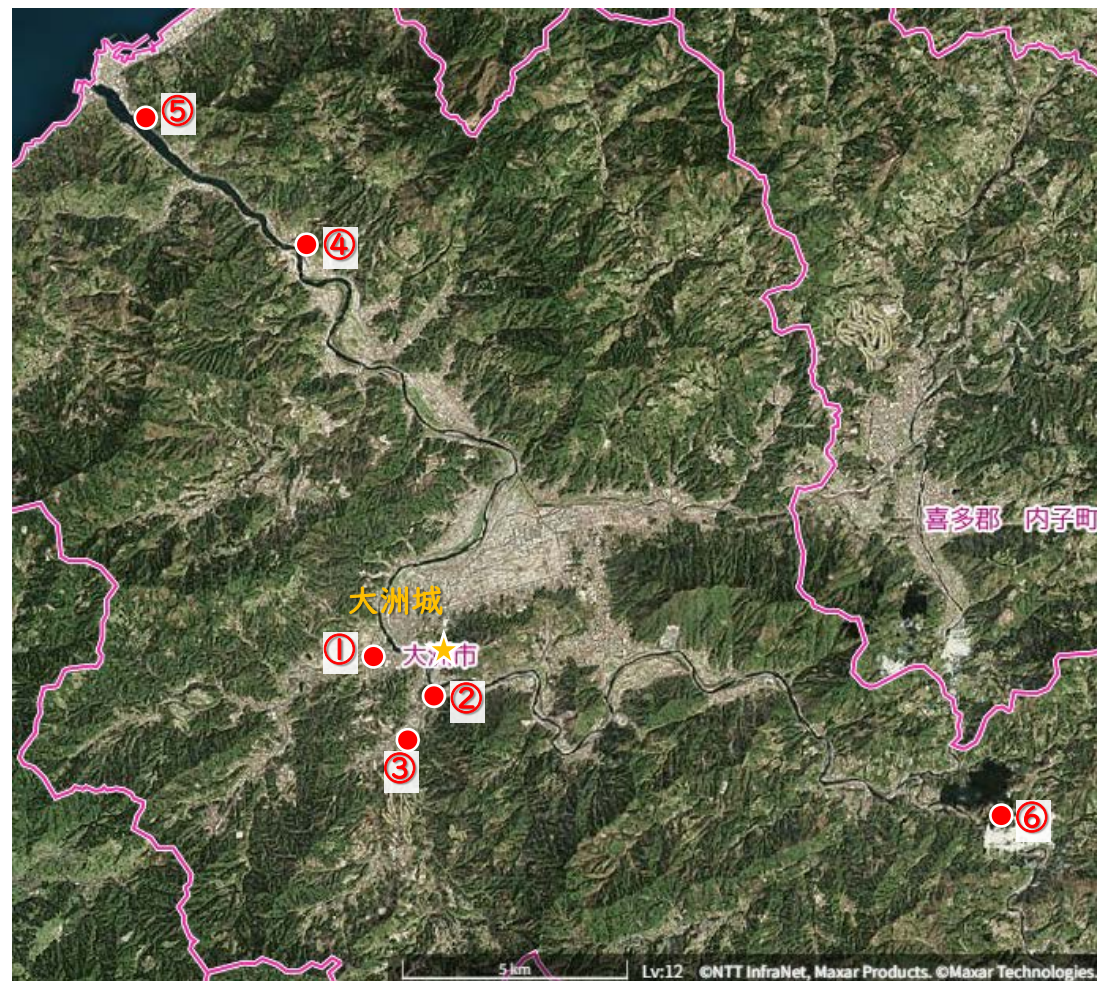 ⑤
④
喜多郡 内子町
大洲城
①
大洲市
②
③
⑥
5 km
Lv:12 ©NTT InfraNet, Maxar Products. ©Maxar Technologies.